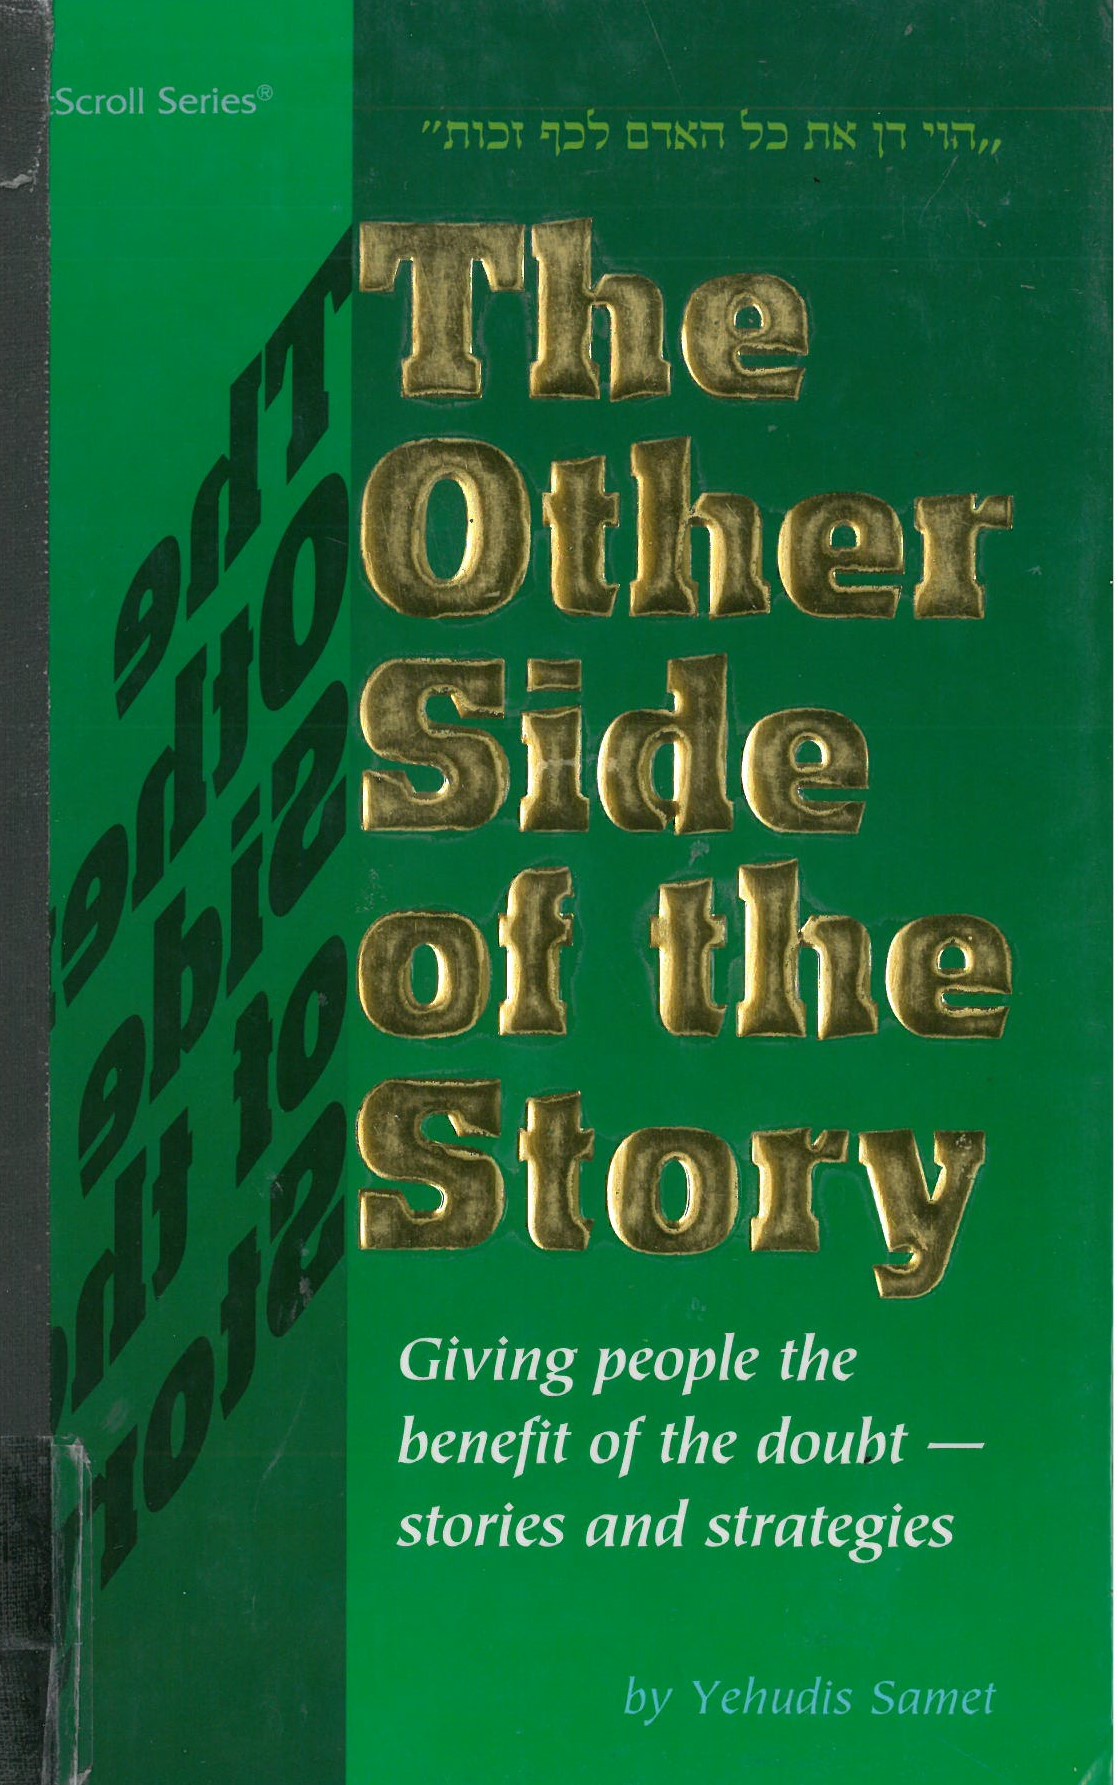 Scroll Series®
„הוי דן את כל האדם לכף זכות”
The
Other
Side
of the
Story
Giving people the
benefit of the doubt —
stories and strategies
by Yehudis Samet